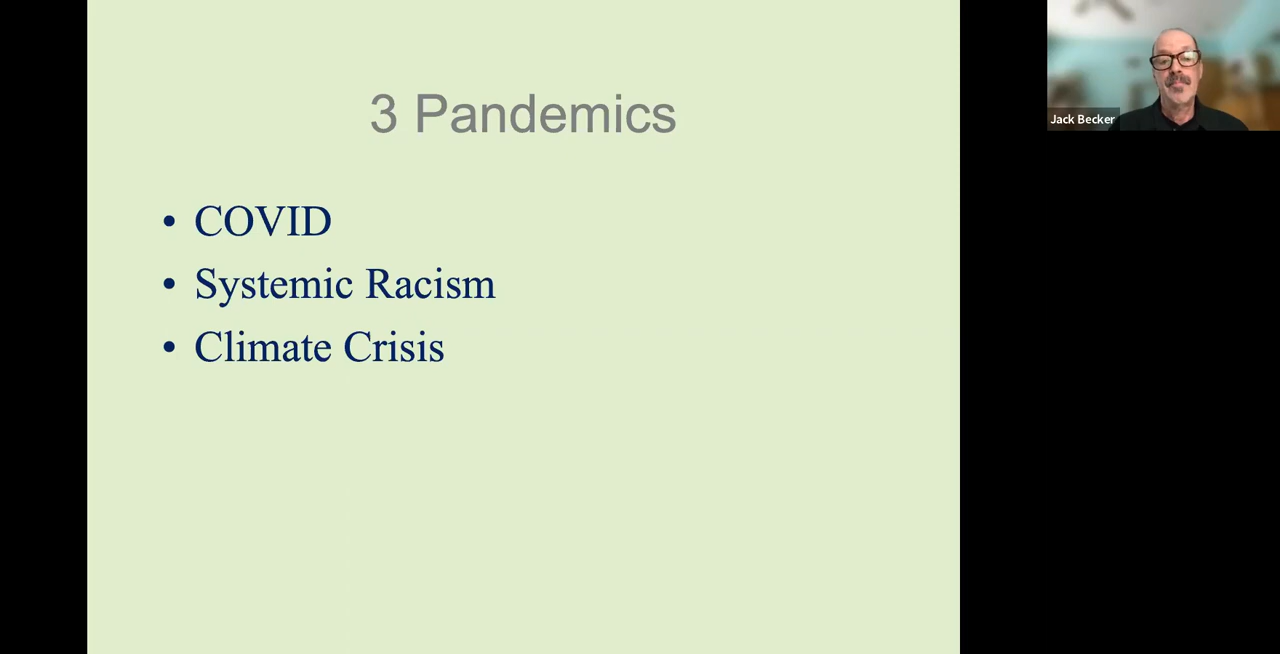 3 Pandemics
• COVID
• Systemic Racism
• Climate Crisis
Jack Becker